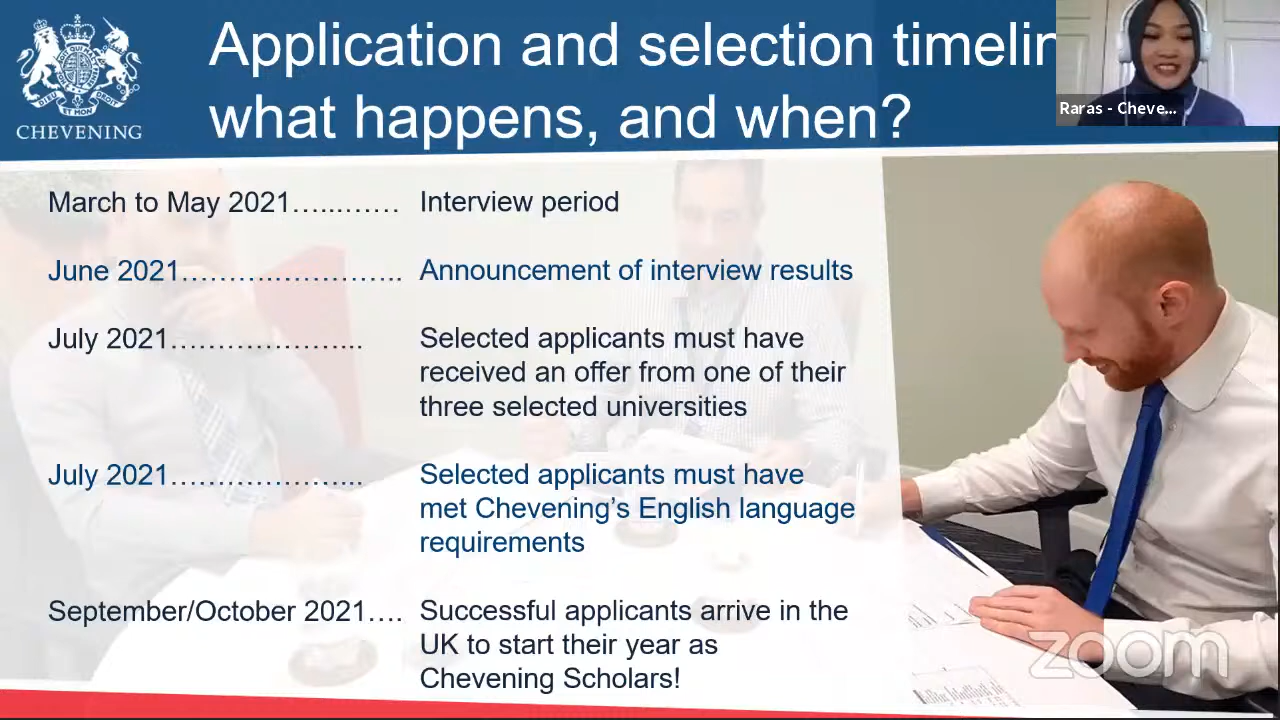 Application and selection timelin
what happens, and when?
CHEVENING
Raras - Cheve...
March to May 2021…...…… Interview period
June 2021………..………….. Announcement of interview results
July 2021……………….. Selected applicants must have
received an offer from one of their
three selected universities
July 2021……………….... Selected applicants must have
met Chevening’s English language
requirements
September/October 2021…. Successful applicants arrive in the
UK to start their year as
Chevening Scholars!
zoom